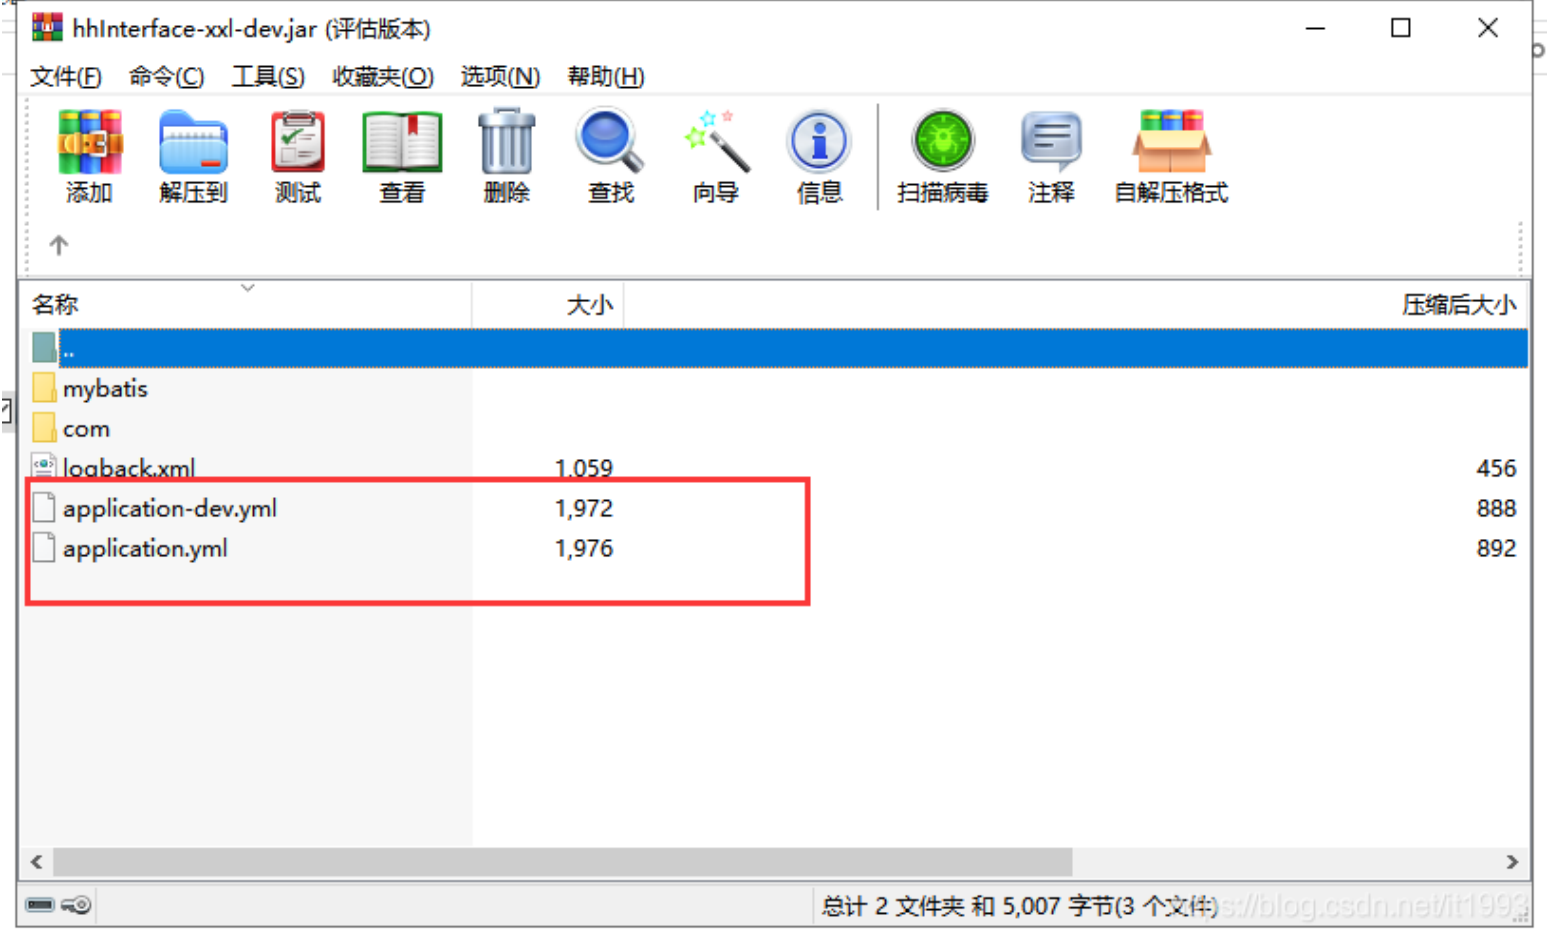 hhInterface-xxl-dev.jar (评估版本)
文件(F) 命令(C) 工具(S) 收藏夹(O) 选项(N) 帮助(H)
添加 解压到 测试 查看 删除 查找 向导 信息 扫描病毒 注释 自解压格式
名称 大小 压缩后大小
..
mybatis
com
logback.xml 1,059 456
application-dev.yml 1,972 888
application.yml 1,976 892
总计 2 文件夹 和 5,007 字节(3 个文件)
s://blog.csdn.net/it1993